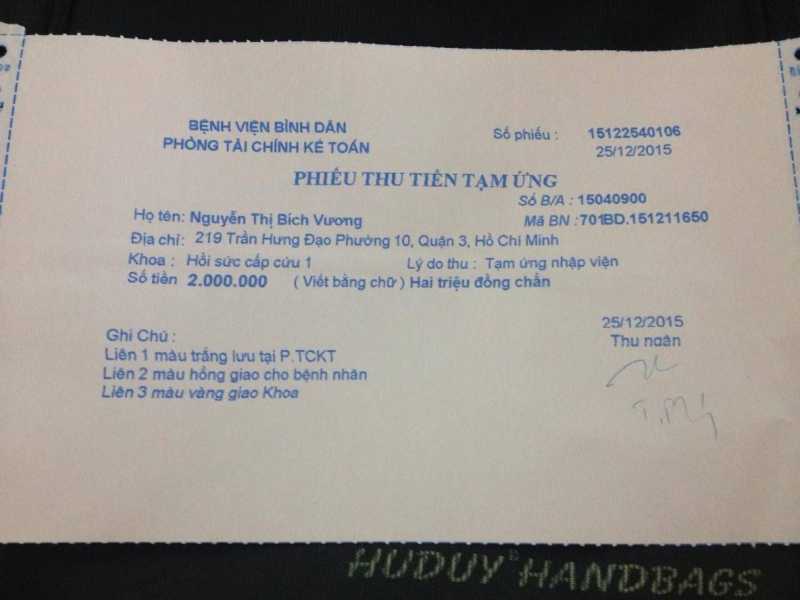 BỆNH VIỆN BÌNH DÂN
PHÒNG TÀI CHÍNH KẾ TOÁN
Số phiếu : 15122540106
25/12/2015
PHIẾU THU TIỀN TẠM ỨNG
Số B/A : 15040900
Họ tên: Nguyễn Thị Bích Vương
Mã BN :701BD.151211650
Địa chỉ: 219 Trần Hưng Đạo Phường 10, Quận 3, Hồ Chí Minh
Khoa : Hồi sức cấp cứu 1 Lý do thu : Tạm ứng nhập viện
Số tiền 2.000.000 ( Viết bằng chữ ) Hai triệu đồng chẵn
25/12/2015
Thu ngân
Ghi Chú :
Liên 1 màu trắng lưu tại P.TCKT
Liên 2 màu hồng giao cho bệnh nhân
Liên 3 màu vàng giao Khoa
HUDUY HANDBAGS